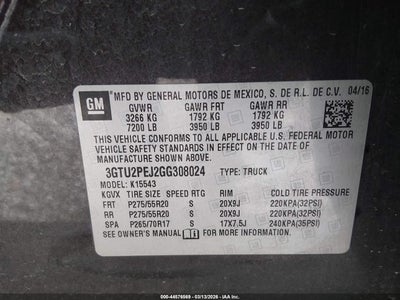 GM
MFD BY GENERAL MOTORS DE MEXICO, S. DE R.L. DE C.V. 04/16
GVWR GAWR FRT GAWR RR
3266 KG 1792 KG 1792 KG
7200 LB 3950 LB 3950 LB
THIS VEHICLE CONFORMS TO ALL APPLICABLE U.S. FEDERAL MOTOR
VEHICLE SAFETY STANDARDS IN EFFECT ON THE DATE OF
MANUFACTURE SHOWN ABOVE.
3GTU2PEJ2GG308024 TYPE: TRUCK
MODEL: K15543
KGVX TIRE SIZE SPEED RTG RIM COLD TIRE PRESSURE
FRT P275/55R20 S 20X9J 220KPA(32PSI)
RR P275/55R20 S 20X9J 220KPA(32PSI)
SPA P265/70R17 S 17X7.5J 240KPA(35PSI)
SEE OWNER'S MANUAL FOR ADDITIONAL INFORMATION.
000-44576069 - 03/13/2026 - IAA Inc.